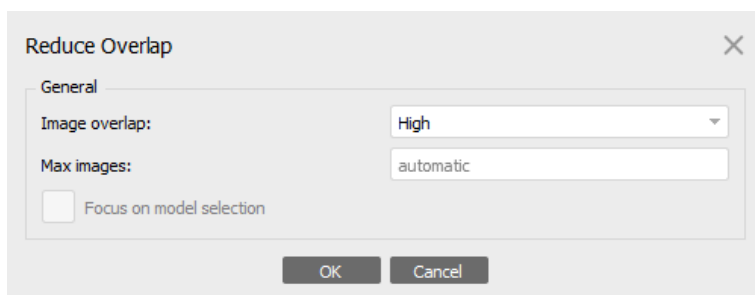 Reduce Overlap
General
Image overlap: High
Max images: automatic
Focus on model selection
OK Cancel